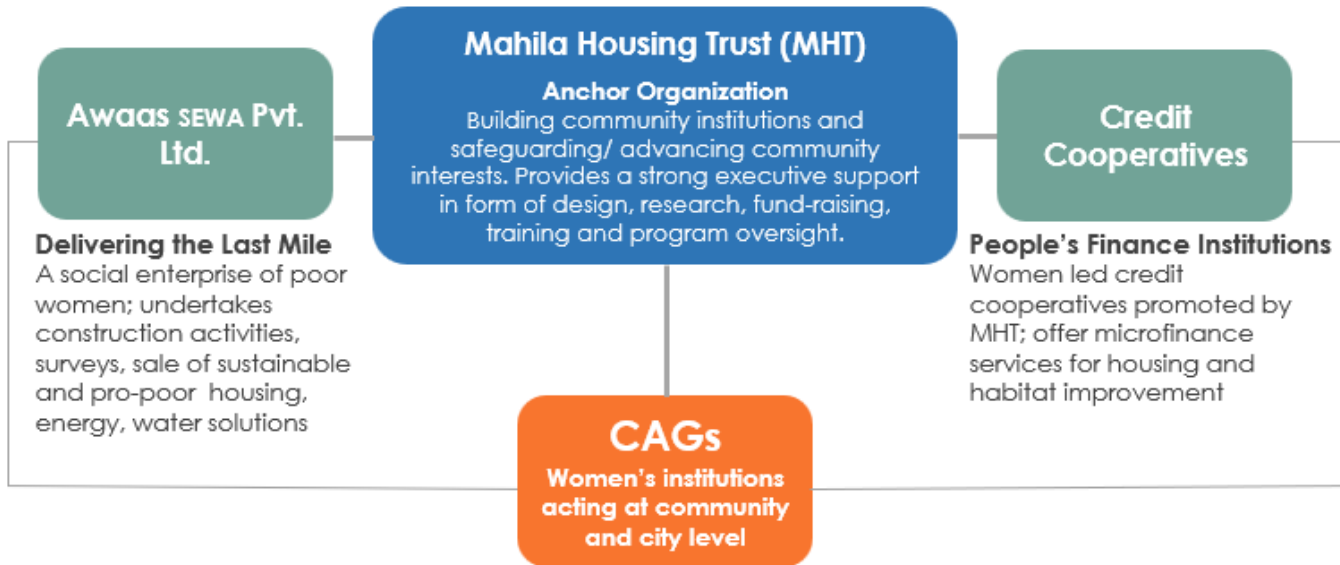 Awaas SEWA Pvt.
Ltd.
Delivering the Last Mile
A social enterprise of poor
women; undertakes
construction activities,
surveys, sale of sustainable
and pro-poor housing,
energy, water solutions
Mahila Housing Trust (MHT)
Anchor Organization
Building community institutions and
safeguarding/ advancing community
interests. Provides a strong executive support
in form of design, research, fund-raising,
training and program oversight.
Credit
Cooperatives
People’s Finance Institutions
Women led credit
cooperatives promoted by
MHT; offer microfinance
services for housing and
habitat improvement
CAGs
Women’s institutions
acting at community
and city level